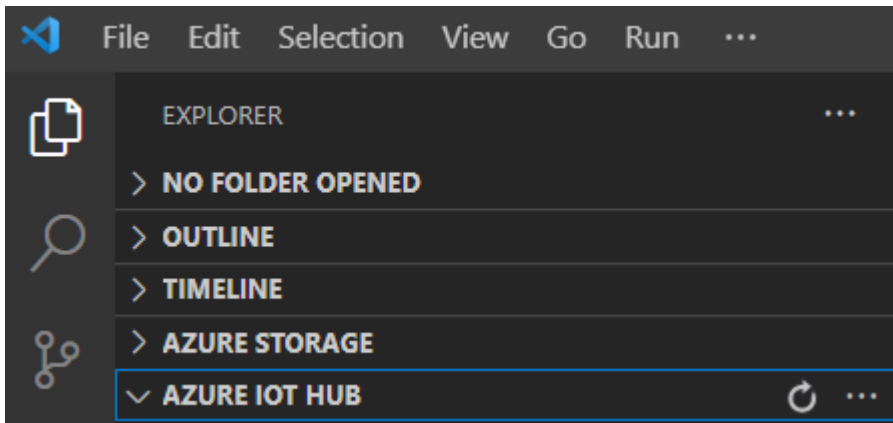 File Edit Selection View Go Run ...
EXPLORER ...
NO FOLDER OPENED
OUTLINE
TIMELINE
AZURE STORAGE
AZURE IOT HUB ...